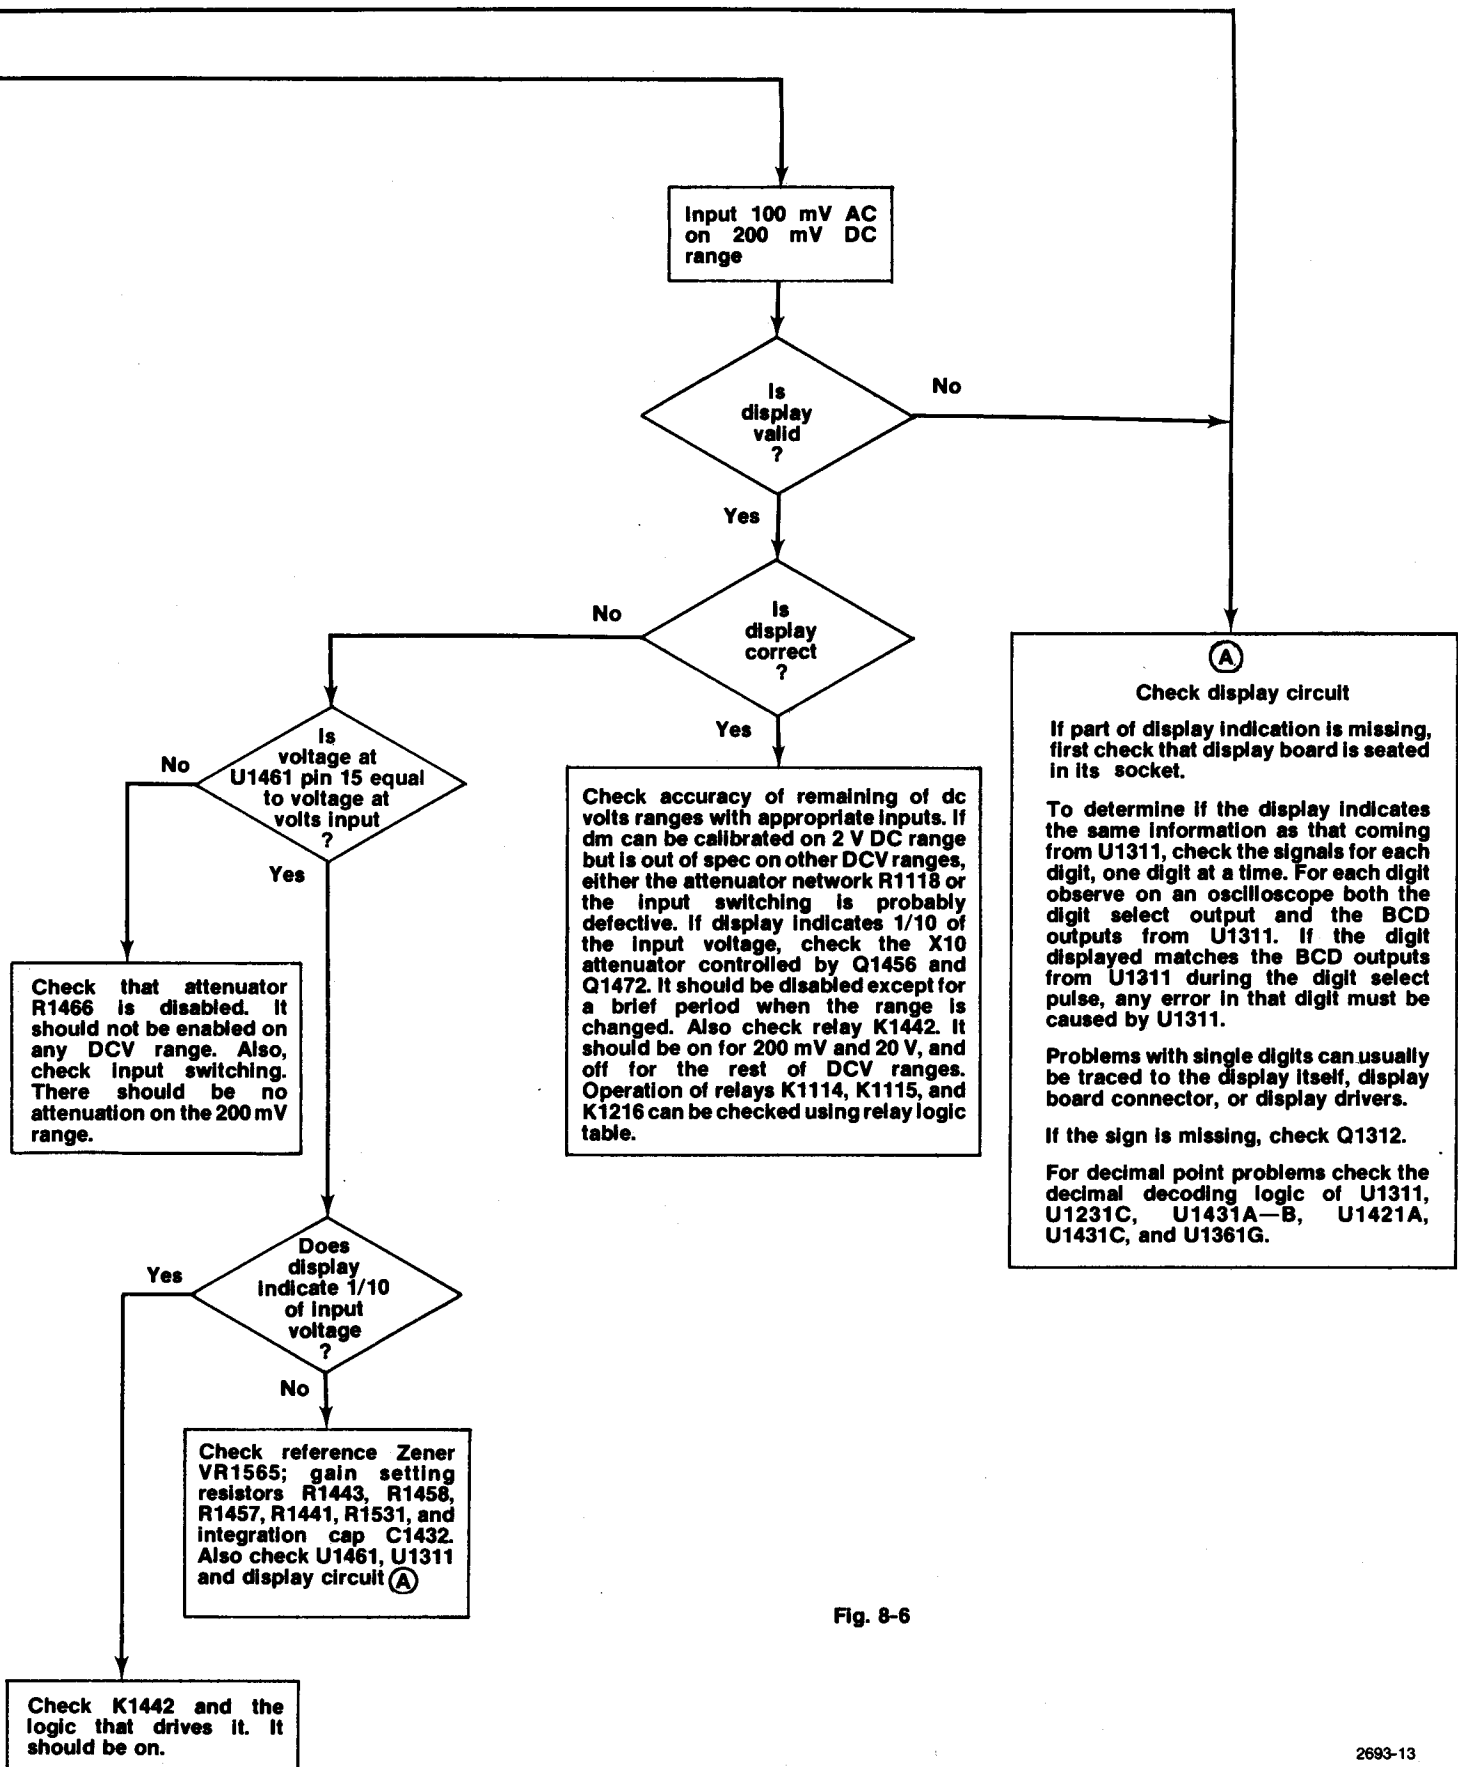 Input 100 mV AC
on 200 mV DC
range
Is
display
valid
?
No
Yes
Is
display
correct
?
No
Yes
Is
voltage at
U1461 pin 15 equal
to voltage at
volts input
?
No
Yes
Check that attenuator
R1466 is disabled. It
should not be enabled on
any DCV range. Also,
check input switching.
There should be no
attenuation on the 200 mV
range.
Check accuracy of remaining of dc
volts ranges with appropriate inputs. If
dm can be calibrated on 2 V DC range
but is out of spec on other DCV ranges,
either the attenuator network R1118 or
the input switching is probably
defective. If display indicates 1/10 of
the input voltage, check the X10
attenuator controlled by Q1456 and
Q1472. It should be disabled except for
a brief period when the range is
changed. Also check relay K1442. It
should be on for 200 mV and 20 V, and
off for the rest of DCV ranges.
Operation of relays K1114, K1115, and
K1216 can be checked using relay logic
table.
A
Check display circuit
If part of display indication is missing,
first check that display board is seated
in its socket.
To determine if the display indicates
the same information as that coming
from U1311, check the signals for each
digit, one digit at a time. For each digit
observe on an oscilloscope both the
digit select output and the BCD
outputs from U1311. If the digit
displayed matches the BCD outputs
from U1311 during the digit select
pulse, any error in that digit must be
caused by U1311.
Problems with single digits can usually
be traced to the display itself, display
board connector, or display drivers.
If the sign is missing, check Q1312.
For decimal point problems check the
decimal decoding logic of U1311,
U1231C, U1431A—B, U1421A,
U1431C, and U1361G.
Does
display
indicate 1/10
of input
voltage
?
Yes
No
Check reference Zener
VR1565; gain setting
resistors R1443, R1458,
R1457, R1441, R1531, and
integration cap C1432.
Also check U1461, U1311
and display circuit A
Check K1442 and the
logic that drives it. It
should be on.
Fig. 8-6
2693-13